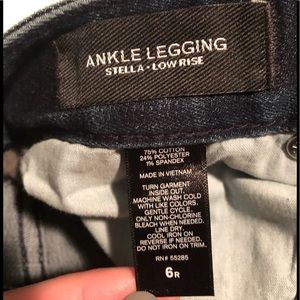 ANKLE LEGGING
STELLA • LOW RISE
75% COTTON
24% POLYESTER
1% SPANDEX
MADE IN VIETNAM
TURN GARMENT
INSIDE OUT.
MACHINE WASH COLD
WITH LIKE COLORS.
GENTLE CYCLE.
ONLY NON-CHLORINE
BLEACH WHEN NEEDED.
LINE DRY.
COOL IRON ON
REVERSE IF NEEDED.
DO NOT IRON ON TRIM.
RN# 55285
6R